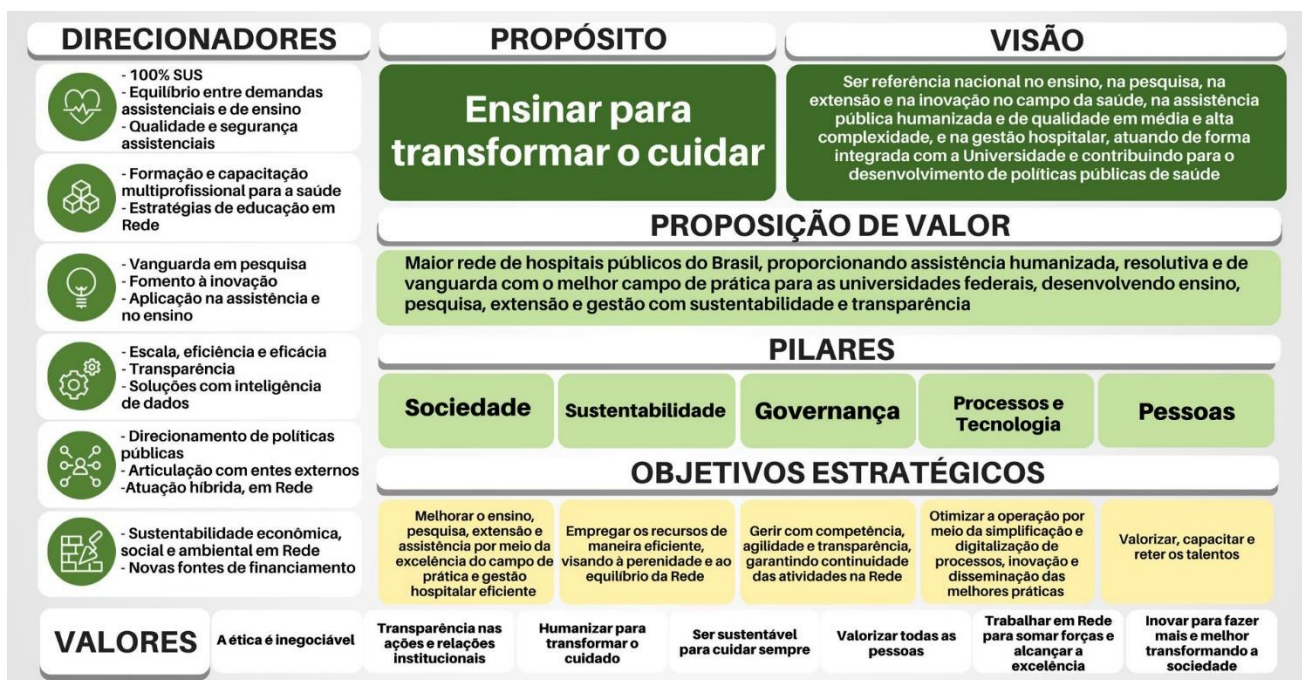 DIRECIONADORES
- 100% SUS
- Equilíbrio entre demandas
assistenciais e de ensino
- Qualidade e segurança
assistenciais
- Formação e capacitação
multiprofissional para a saúde
- Estratégias de educação em
Rede
- Vanguarda em pesquisa
- Fomento à inovação
- Aplicação na assistência e
no ensino
- Escala, eficiência e eficácia
- Transparência
- Soluções com inteligência
de dados
- Direcionamento de políticas
públicas
- Articulação com entes externos
-Atuação híbrida, em Rede
- Sustentabilidade econômica,
social e ambiental em Rede
- Novas fontes de financiamento
PROPÓSITO
Ensinar para
transformar o cuidar
VISÃO
Ser referência nacional no ensino, na pesquisa, na
extensão e na inovação no campo da saúde, na assistência
pública humanizada e de qualidade em média e alta
complexidade, e na gestão hospitalar, atuando de forma
integrada com a Universidade e contribuindo para o
desenvolvimento de políticas públicas de saúde
PROPOSIÇÃO DE VALOR
Maior rede de hospitais públicos do Brasil, proporcionando assistência humanizada, resolutiva e de
vanguarda com o melhor campo de prática para as universidades federais, desenvolvendo ensino,
pesquisa, extensão e gestão com sustentabilidade e transparência
PILARES
Sociedade
Sustentabilidade
Governança
Processos e
Tecnologia
Pessoas
OBJETIVOS ESTRATÉGICOS
Melhorar o ensino,
pesquisa, extensão e
assistência por meio da
excelência do campo de
prática e gestão
hospitalar eficiente
Empregar os recursos de
maneira eficiente,
visando à perenidade e ao
equilíbrio da Rede
Gerir com competência,
agilidade e transparência,
garantindo continuidade
das atividades na Rede
Otimizar a operação por
meio da simplificação e
digitalização de
processos, inovação e
disseminação das
melhores práticas
Valorizar, capacitar e
reter os talentos
VALORES
A ética é inegociável
Transparência nas
ações e relações
institucionais
Humanizar para
transformar o
cuidado
Ser sustentável
para cuidar sempre
Valorizar todas as
pessoas
Trabalhar em Rede
para somar forças e
alcançar a
excelência
Inovar para fazer
mais e melhor
transformando a
sociedade